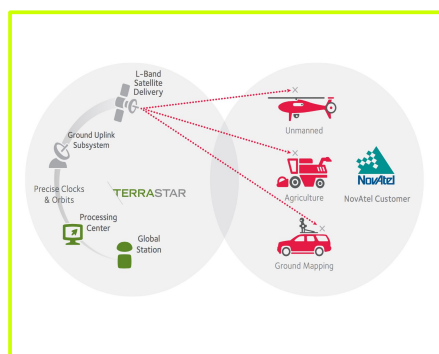 L-Band
Satellite
Delivery
Ground Uplink
Subsystem
Precise Clocks
& Orbits
TERRASTAR
Processing
Center
Global
Station
Unmanned
Agriculture
NovAtel
NovAtel Customer
Ground Mapping